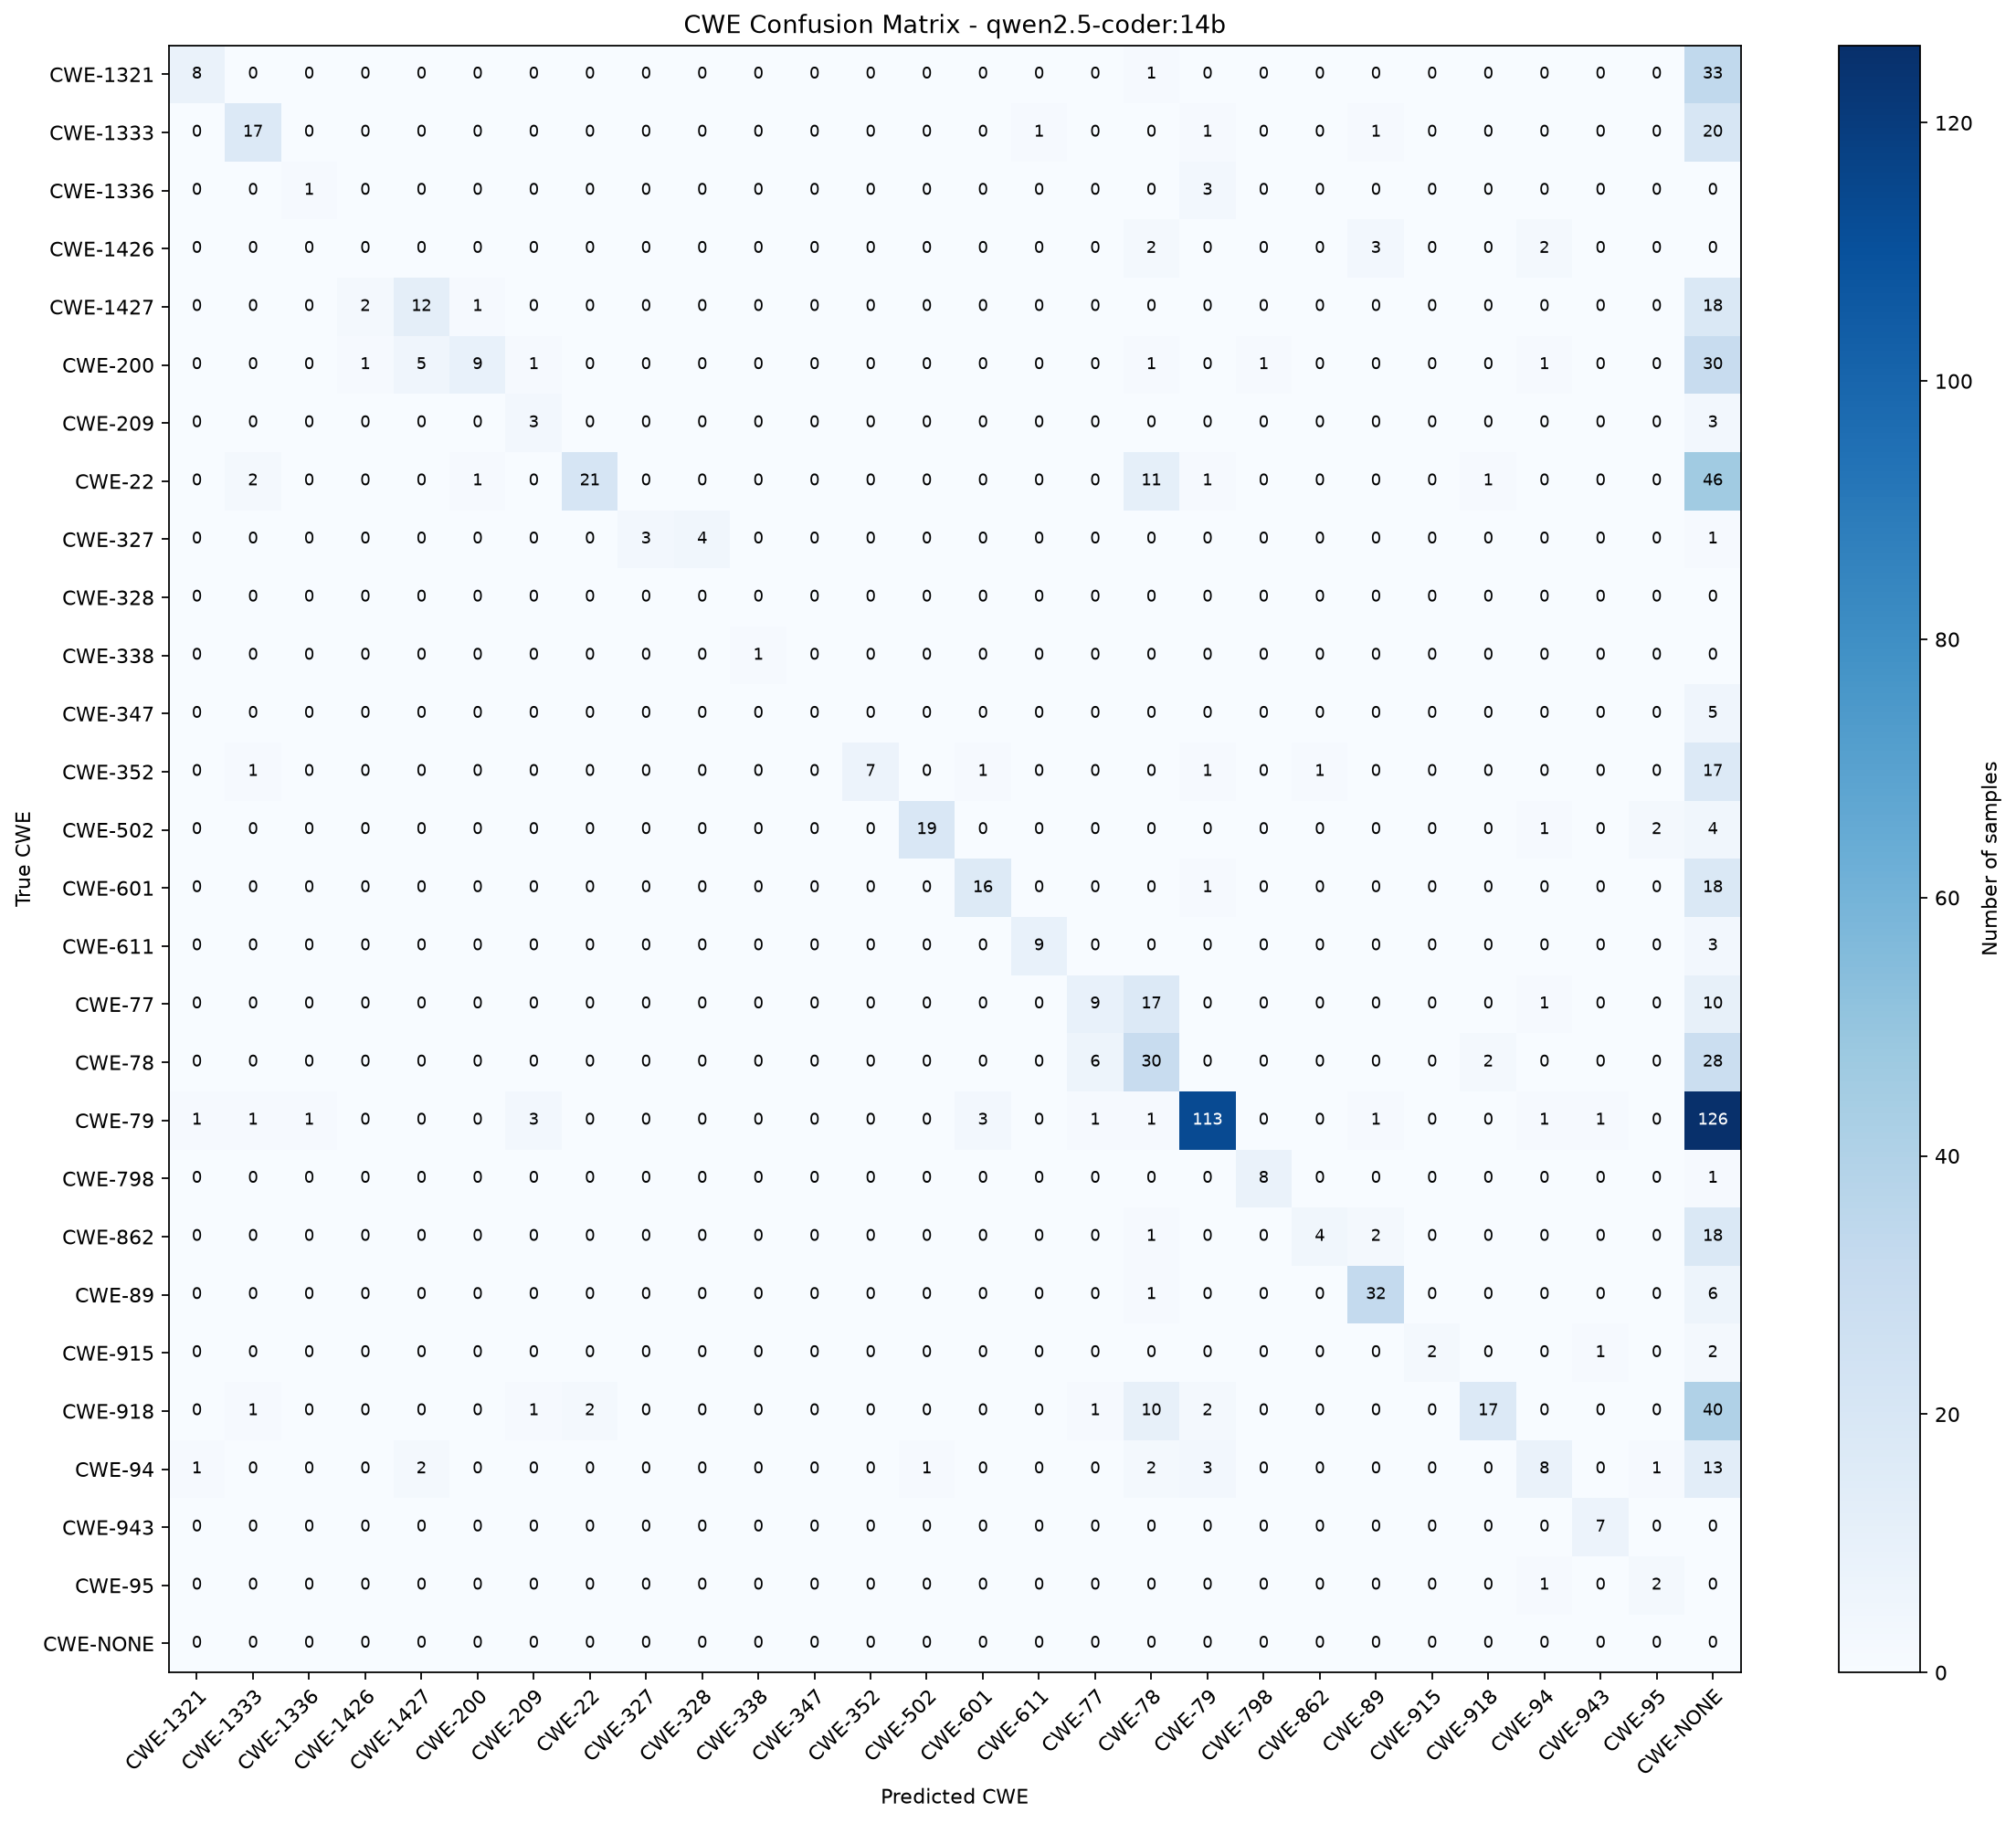 CWE Confusion Matrix - qwen2.5-coder:14b
CWE-1321 8 0 0 0 0 0 0 0 0 0 0 0 0 0 0 0 0 1 0 0 0 0 0 0 0 0 0 33
CWE-1333 0 17 0 0 0 0 0 0 0 0 0 0 0 0 0 1 0 0 1 0 0 1 0 0 0 0 0 20
CWE-1336 0 0 1 0 0 0 0 0 0 0 0 0 0 0 0 0 0 0 3 0 0 0 0 0 0 0 0 0
CWE-1426 0 0 0 0 0 0 0 0 0 0 0 0 0 0 0 0 0 2 0 0 0 3 0 0 2 0 0 0
CWE-1427 0 0 0 2 12 1 0 0 0 0 0 0 0 0 0 0 0 0 0 0 0 0 0 0 0 0 0 18
CWE-200 0 0 0 1 5 9 1 0 0 0 0 0 0 0 0 0 0 1 0 1 0 0 0 0 1 0 0 30
CWE-209 0 0 0 0 0 0 3 0 0 0 0 0 0 0 0 0 0 0 0 0 0 0 0 0 0 0 0 3
CWE-22 0 2 0 0 0 1 0 21 0 0 0 0 0 0 0 0 0 11 1 0 0 0 0 1 0 0 0 46
CWE-327 0 0 0 0 0 0 0 0 3 4 0 0 0 0 0 0 0 0 0 0 0 0 0 0 0 0 0 1
CWE-328 0 0 0 0 0 0 0 0 0 0 0 0 0 0 0 0 0 0 0 0 0 0 0 0 0 0 0 0
CWE-338 0 0 0 0 0 0 0 0 0 0 1 0 0 0 0 0 0 0 0 0 0 0 0 0 0 0 0 0
CWE-347 0 0 0 0 0 0 0 0 0 0 0 0 0 0 0 0 0 0 0 0 0 0 0 0 0 0 0 5
CWE-352 0 1 0 0 0 0 0 0 0 0 0 0 7 0 1 0 0 0 1 0 1 0 0 0 0 0 0 17
CWE-502 0 0 0 0 0 0 0 0 0 0 0 0 0 19 0 0 0 0 0 0 0 0 0 0 1 0 2 4
CWE-601 0 0 0 0 0 0 0 0 0 0 0 0 0 0 16 0 0 0 1 0 0 0 0 0 0 0 0 18
CWE-611 0 0 0 0 0 0 0 0 0 0 0 0 0 0 0 9 0 0 0 0 0 0 0 0 0 0 0 3
CWE-77 0 0 0 0 0 0 0 0 0 0 0 0 0 0 0 0 9 17 0 0 0 0 0 0 1 0 0 10
CWE-78 0 0 0 0 0 0 0 0 0 0 0 0 0 0 0 0 6 30 0 0 0 0 0 2 0 0 0 28
CWE-79 1 1 1 0 0 0 3 0 0 0 0 0 0 0 3 0 1 1 113 0 0 1 0 0 1 1 0 126
CWE-798 0 0 0 0 0 0 0 0 0 0 0 0 0 0 0 0 0 0 0 8 0 0 0 0 0 0 0 1
CWE-862 0 0 0 0 0 0 0 0 0 0 0 0 0 0 0 0 0 1 0 0 4 2 0 0 0 0 0 18
CWE-89 0 0 0 0 0 0 0 0 0 0 0 0 0 0 0 0 0 1 0 0 0 32 0 0 0 0 0 6
CWE-915 0 0 0 0 0 0 0 0 0 0 0 0 0 0 0 0 0 0 0 0 0 0 2 0 0 1 0 2
CWE-918 0 1 0 0 0 0 1 2 0 0 0 0 0 0 0 0 1 10 2 0 0 0 0 17 0 0 0 40
CWE-94 1 0 0 0 2 0 0 0 0 0 0 0 0 1 0 0 0 2 3 0 0 0 0 0 8 0 1 13
CWE-943 0 0 0 0 0 0 0 0 0 0 0 0 0 0 0 0 0 0 0 0 0 0 0 0 0 7 0 0
CWE-95 0 0 0 0 0 0 0 0 0 0 0 0 0 0 0 0 0 0 0 0 0 0 0 0 1 0 2 0
CWE-NONE 0 0 0 0 0 0 0 0 0 0 0 0 0 0 0 0 0 0 0 0 0 0 0 0 0 0 0 0
CWE-1321 CWE-1333 CWE-1336 CWE-1426 CWE-1427 CWE-200 CWE-209 CWE-22 CWE-327 CWE-328 CWE-338 CWE-347 CWE-352 CWE-502 CWE-601 CWE-611 CWE-77 CWE-78 CWE-79 CWE-798 CWE-862 CWE-89 CWE-915 CWE-918 CWE-94 CWE-943 CWE-95 CWE-NONE
Predicted CWE
True CWE
120
100
80
60
40
20
0
Number of samples